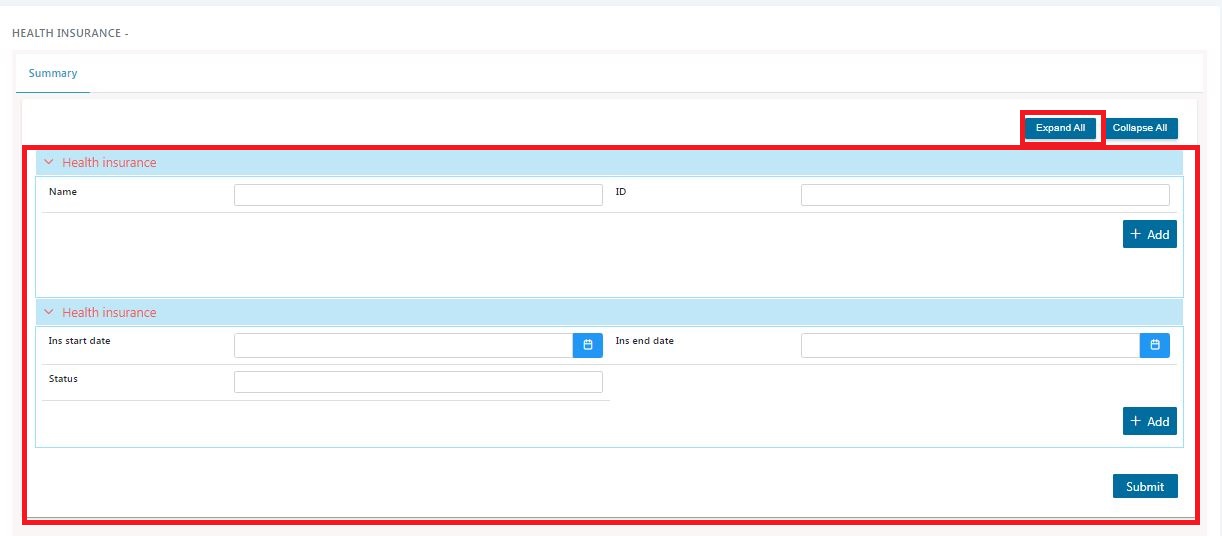 HEALTH INSURANCE -
Summary
Expand All Collapse All
Health insurance
Name ID
+ Add
Health insurance
Ins start date Ins end date
Status
+ Add
Submit